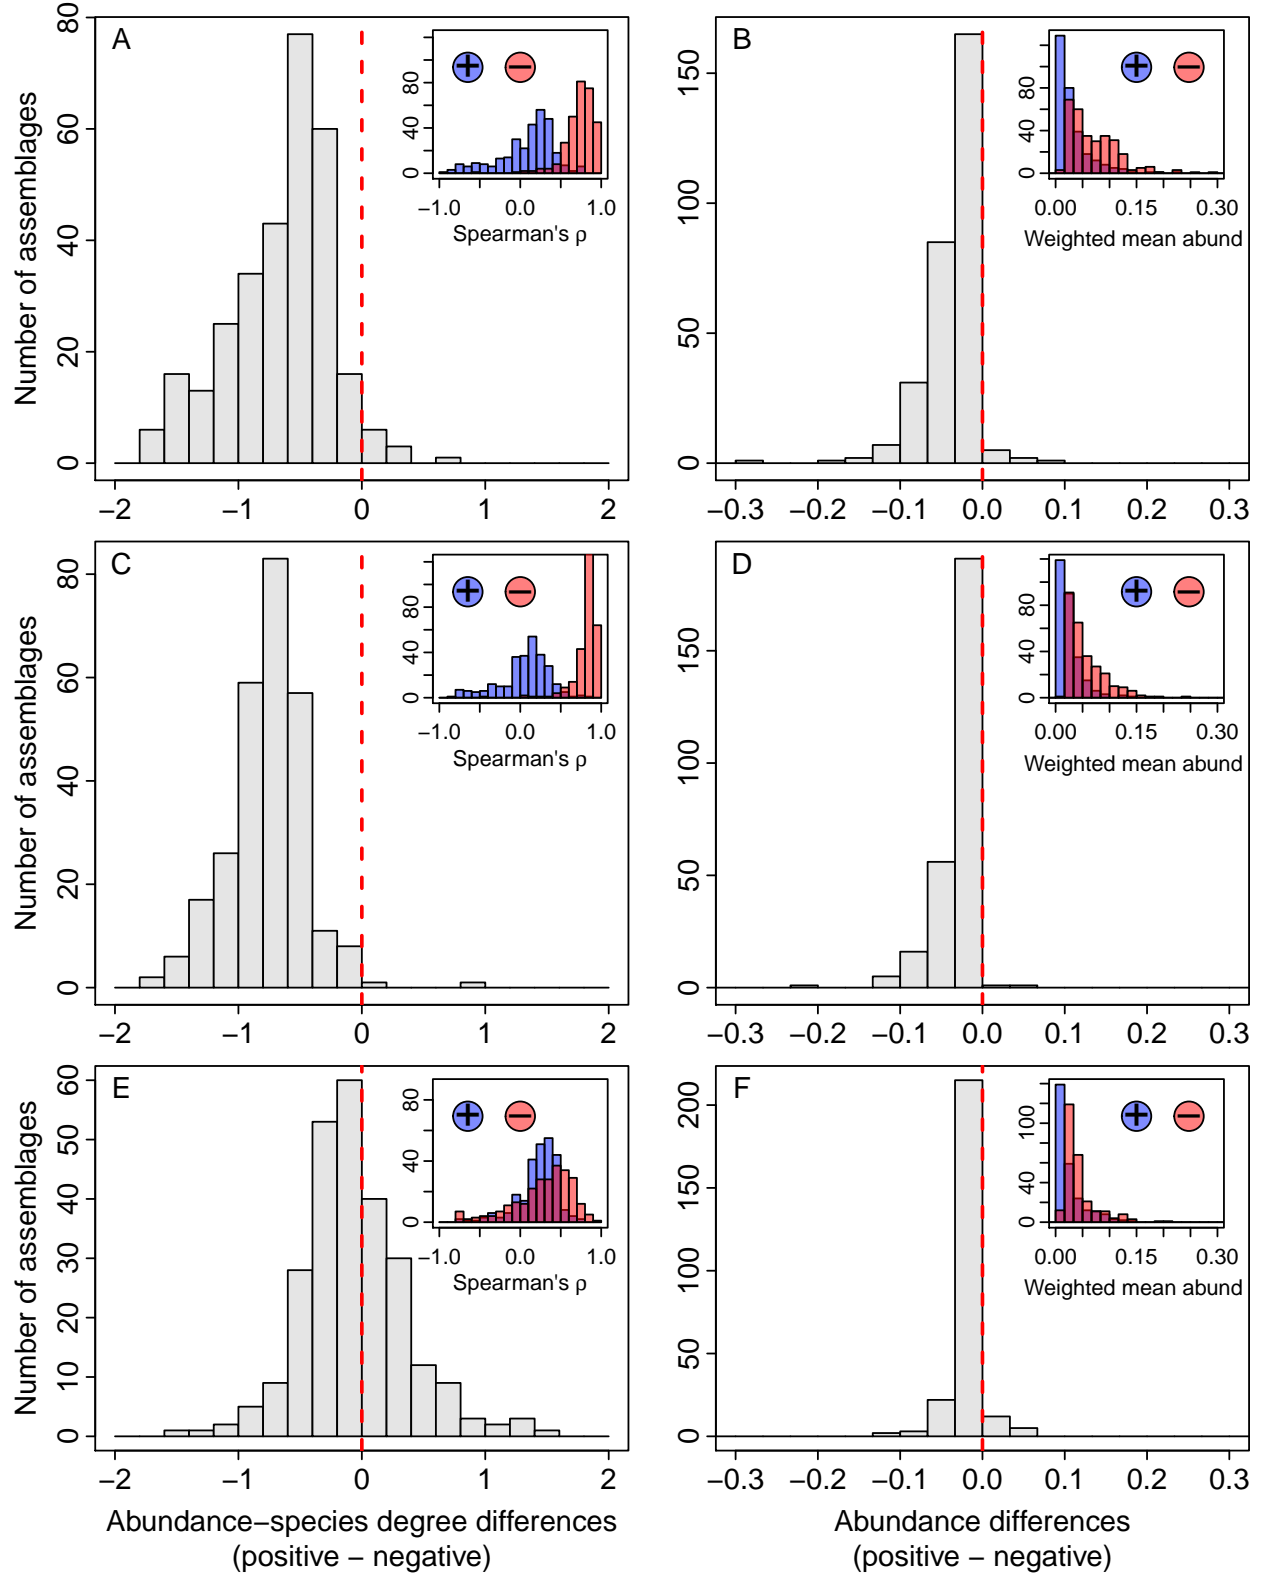 A
Number of assemblages
0 20 40 60 80
−2 −1 0 1 2
+ −
0 40 80
−1.0 0.0 1.0
Spearman's ρ
B
0 50 100 150
−0.3 −0.2 −0.1 0.0 0.1 0.2 0.3
+ −
0 40 80
0.00 0.15 0.30
Weighted mean abund
C
Number of assemblages
0 20 40 60 80
−2 −1 0 1 2
+ −
0 40 80
−1.0 0.0 1.0
Spearman's ρ
D
0 50 100 150
−0.3 −0.2 −0.1 0.0 0.1 0.2 0.3
+ −
0 40 80
0.00 0.15 0.30
Weighted mean abund
E
Number of assemblages
0 10 20 30 40 50 60
−2 −1 0 1 2
+ −
0 40 80
−1.0 0.0 1.0
Spearman's ρ
Abundance−species degree differences
(positive − negative)
F
0 50 100 150 200
−0.3 −0.2 −0.1 0.0 0.1 0.2 0.3
+ −
0 40 100
0.00 0.15 0.30
Weighted mean abund
Abundance differences
(positive − negative)